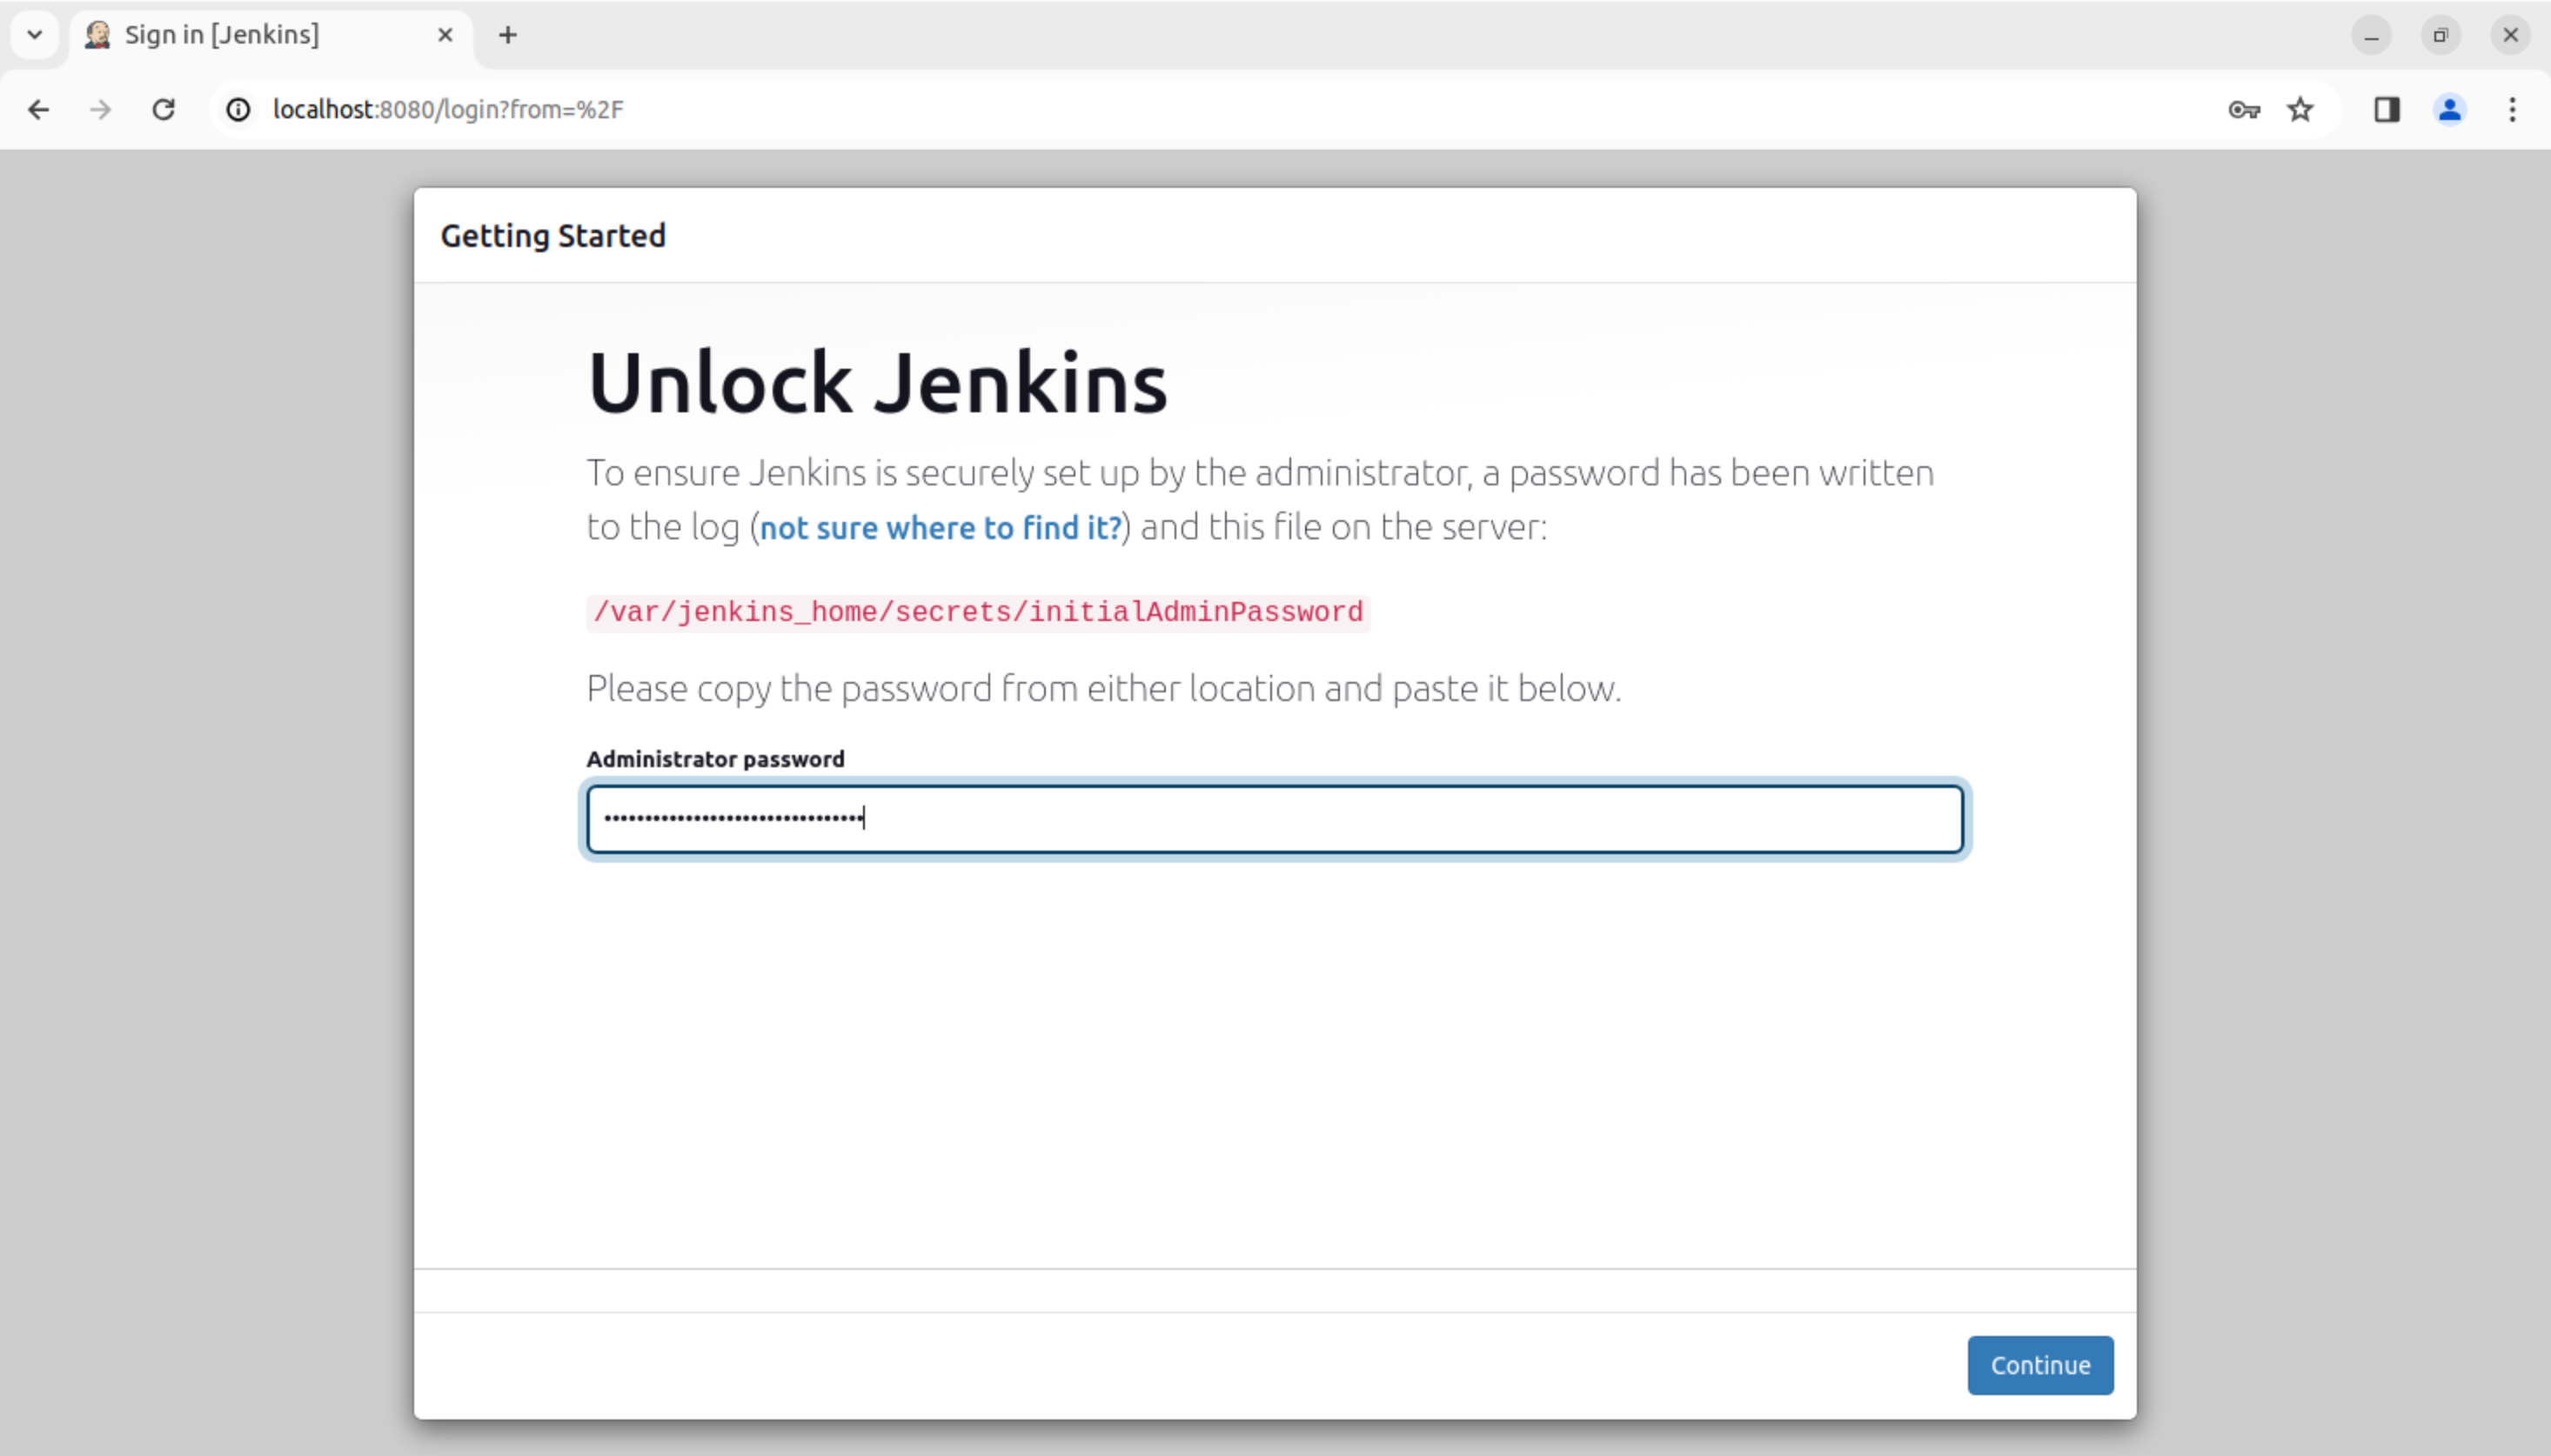 Sign in [Jenkins]
localhost:8080/login?from=%2F
Getting Started
Unlock Jenkins
To ensure Jenkins is securely set up by the administrator, a password has been written
to the log (not sure where to find it?) and this file on the server:
/var/jenkins_home/secrets/initialAdminPassword
Please copy the password from either location and paste it below.
Administrator password
••••••••••••••••••••••••••••••••
Continue